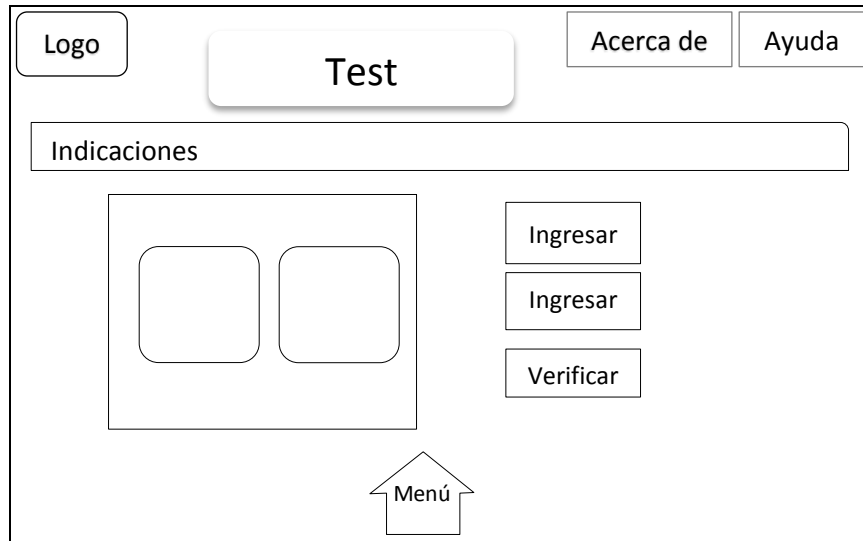 Logo
Test
Acerca de
Ayuda
Indicaciones
Ingresar
Ingresar
Verificar
Menú